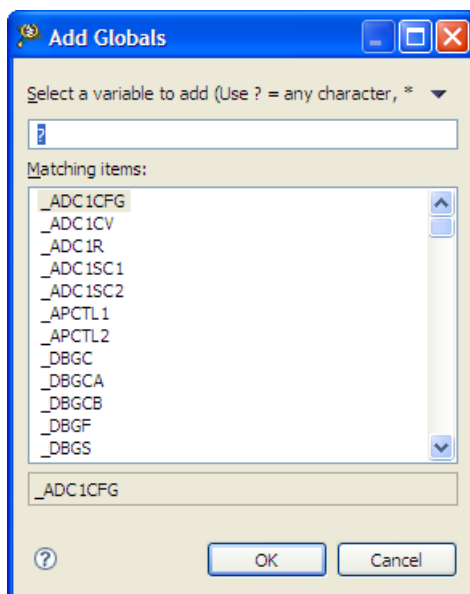 Add Globals
Select a variable to add (Use ? = any character, *
?
Matching items:
_ADC1CFG
_ADC1CV
_ADC1R
_ADC1SC1
_ADC1SC2
_APCTL1
_APCTL2
_DBGC
_DBGCA
_DBGCB
_DBGF
_DBGS
_ADC1CFG
? OK Cancel